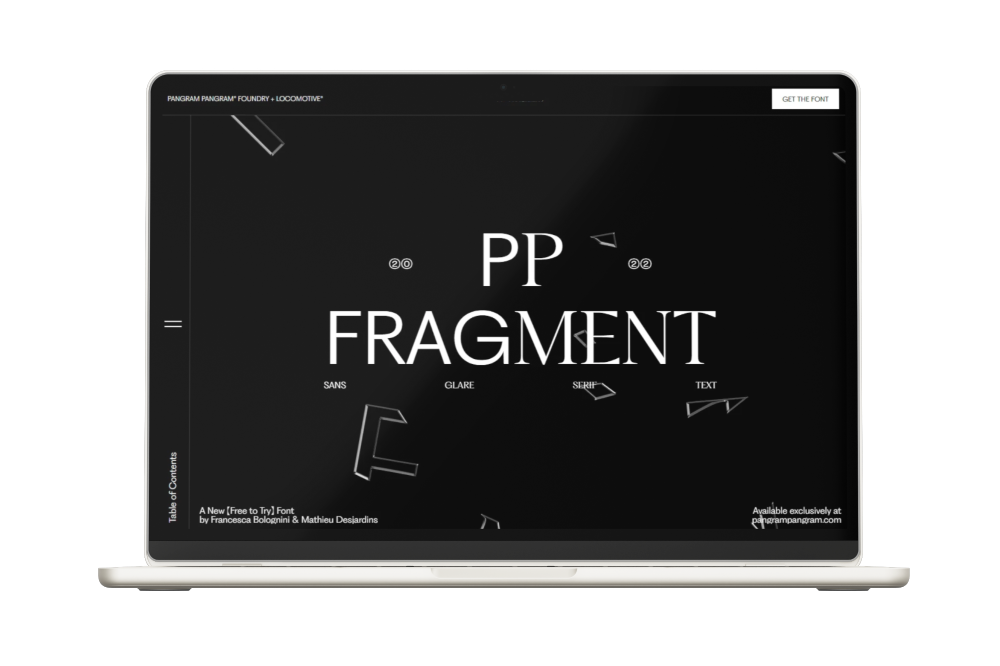 PANGRAM PANGRAM® FOUNDRY + LOCOMOTIVE®
GET THE FONT
PP
20
22
FRAGMENT
SANS
GLARE
SERIF
TEXT
Table of Contents
A New [Free to Try] Font
by Francesca Bolognini & Mathieu Desjardins
Available exclusively at
pangrampangram.com